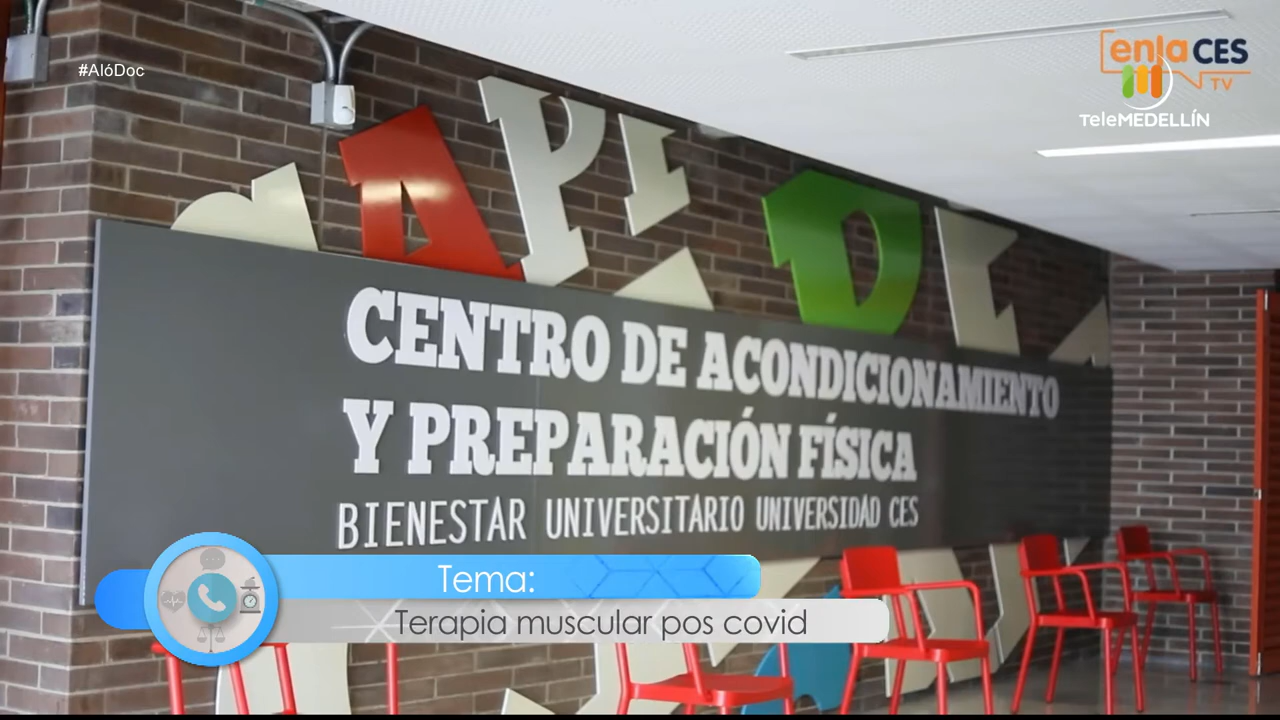 #AlóDoc
enlaCES
TV
TeleMEDELLÍN
CENTRO DE ACONDICIONAMIENTO
Y PREPARACIÓN FÍSICA
BIENESTAR UNIVERSITARIO UNIVERSIDAD CES
Tema:
Terapia muscular pos covid